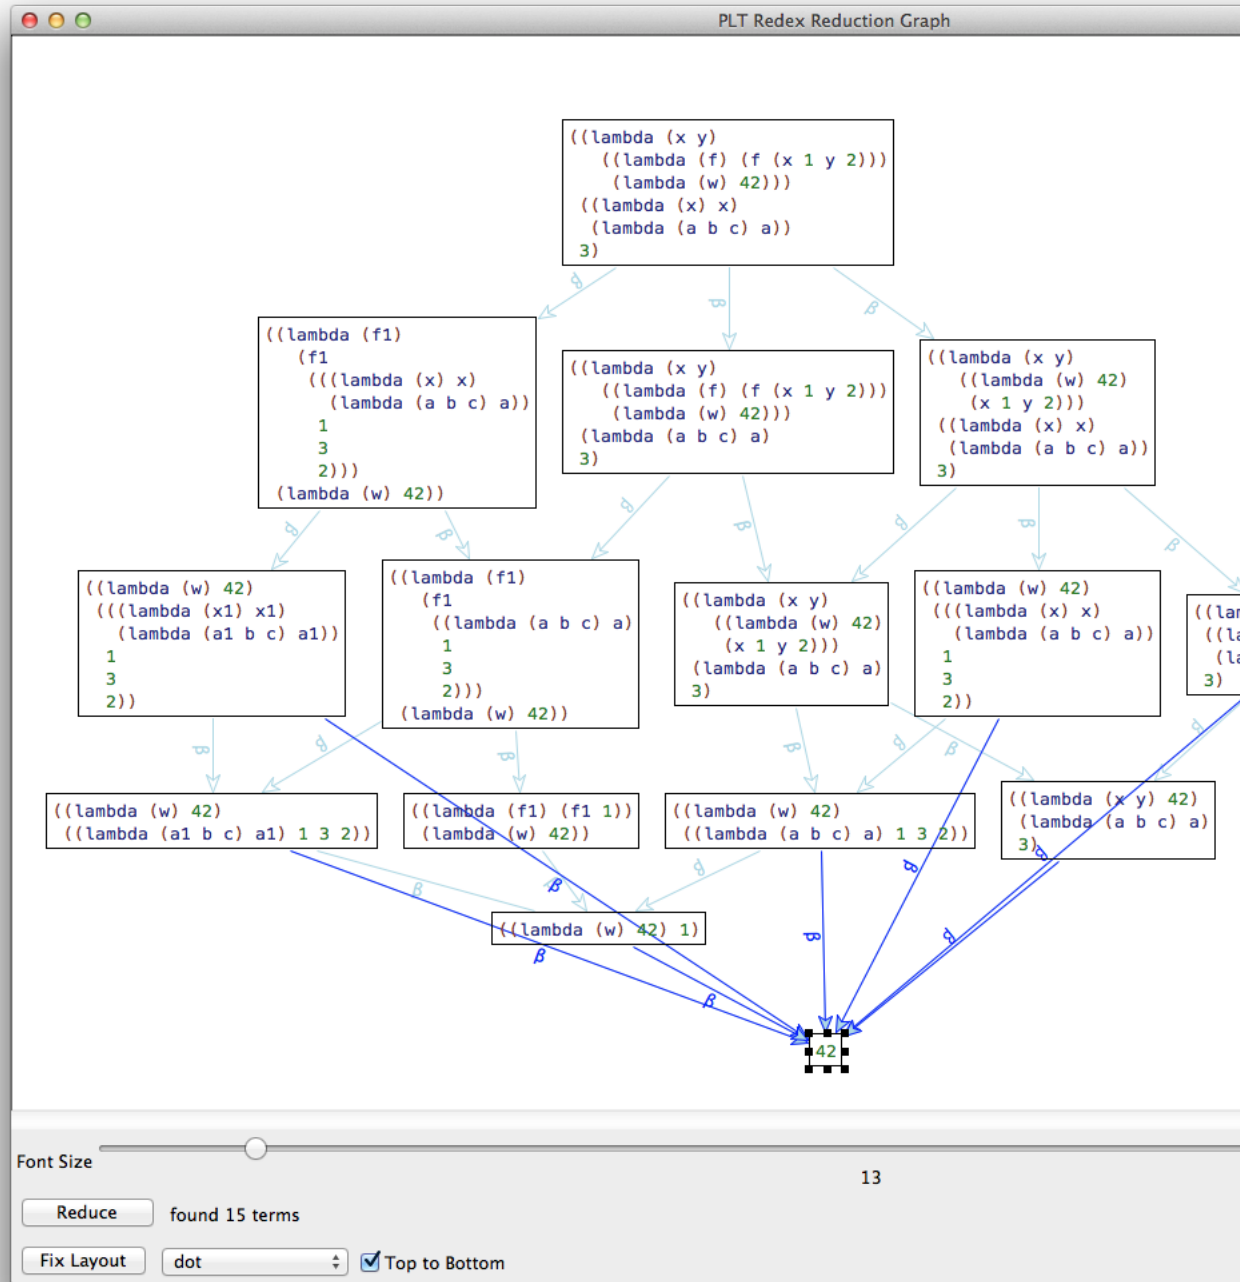 PLT Redex Reduction Graph
((lambda (x y)
((lambda (f) (f (x 1 y 2)))
(lambda (w) 42)))
((lambda (x) x)
(lambda (a b c) a))
3)
β
β
β
((lambda (f1)
(f1
(((lambda (x) x)
(lambda (a b c) a))
1
3
2)))
(lambda (w) 42))
((lambda (x y)
((lambda (f) (f (x 1 y 2)))
(lambda (w) 42)))
(lambda (a b c) a)
3)
((lambda (x y)
((lambda (w) 42)
(x 1 y 2)))
((lambda (x) x)
(lambda (a b c) a))
3)
β
β
β
β
β
β
β
((lambda (w) 42)
(((lambda (x1) x1)
(lambda (a1 b c) a1))
1
3
2))
((lambda (f1)
(f1
((lambda (a b c) a)
1
3
2)))
(lambda (w) 42))
((lambda (x y)
((lambda (w) 42)
(x 1 y 2)))
(lambda (a b c) a)
3)
((lambda (w) 42)
(((lambda (x) x)
(lambda (a b c) a))
1
3
2))
3)
β
β
β
β
β
β
β
((lambda (w) 42)
((lambda (a1 b c) a1) 1 3 2))
((lambda (f1) (f1 1))
(lambda (w) 42))
((lambda (w) 42)
((lambda (a b c) a) 1 3 2))
((lambda (x y) 42)
(lambda (a b c) a)
3)
β
β
β
β
β
((lambda (w) 42) 1)
β
β
β
β
42
Font Size
13
Reduce
found 15 terms
Fix Layout
dot
Top to Bottom